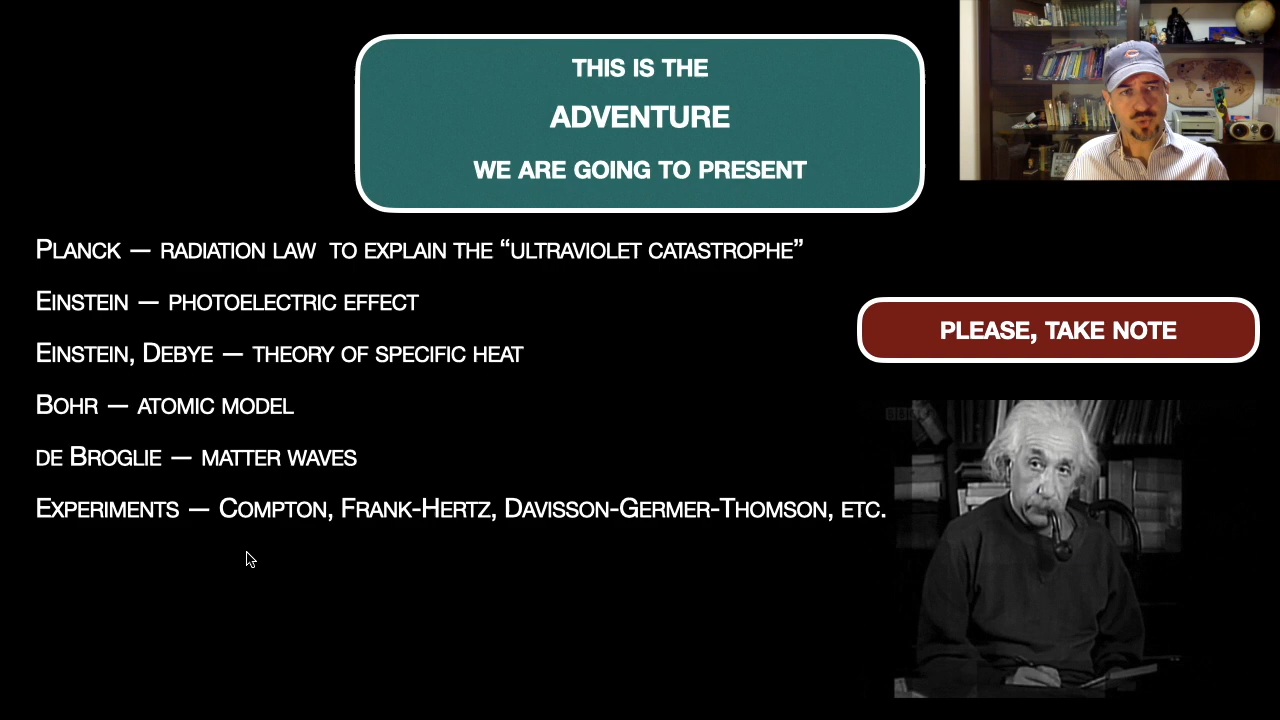 THIS IS THE
ADVENTURE
WE ARE GOING TO PRESENT
PLANCK — RADIATION LAW TO EXPLAIN THE “ULTRAVIOLET CATASTROPHE”
EINSTEIN — PHOTOELECTRIC EFFECT
EINSTEIN, DEBYE — THEORY OF SPECIFIC HEAT
BOHR — ATOMIC MODEL
DE BROGLIE — MATTER WAVES
EXPERIMENTS — COMPTON, FRANK-HERTZ, DAVISSON-GERMER-THOMSON, ETC.
PLEASE, TAKE NOTE
BBC